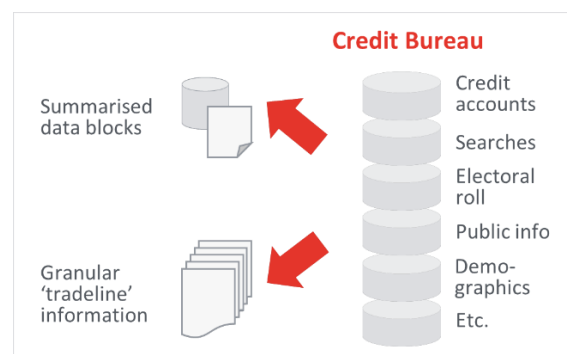 Credit Bureau
Summarised
data blocks
Credit
accounts
Searches
Electoral
roll
Public info
Granular
'tradeline'
information
Demo-
graphics
Etc.